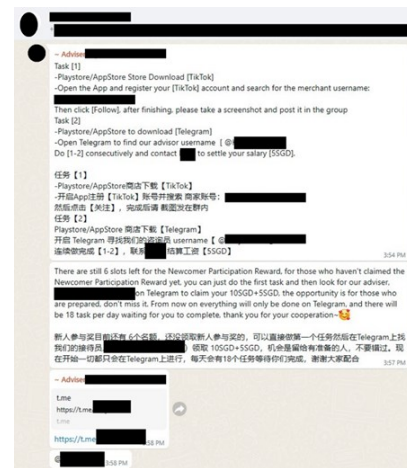 ~ Adviser
Task [1]
-Playstore/AppStore Store Download [TikTok]
-Open the App and register your [TikTok] account and search for the merchant username:
Then click [Follow], after finishing, please take a screenshot and post it in the group
Task [2]
-Playstore/AppStore to download [Telegram]
-Open Telegram to find our advisor username [ @
Do [1-2] consecutively and contact to settle your salary [5SGD].
任务【1】
-Playstore/AppStore商店下载【TikTok】
-开启App注册【TikTok】账号并搜索 商家账号:
然后点击【关注】,完成后请 截图发在群内
任务【2】
Playstore/AppStore 商店下载【Telegram】
开启 Telegram 寻找我们的咨询员 username【 @
连续做完成【1-2】, 联系 结算工资【5SGD】
3:54 PM
There are still 6 slots left for the Newcomer Participation Reward, for those who haven't claimed the
Newcomer Participation Reward yet, you can just do the first task and then look for our adviser,
on Telegram to claim your 10SGD+5SGD, the opportunity is for those who
are prepared, don't miss it. From now on everything will only be done on Telegram, and there will
be 18 task per day waiting for you to complete, thank you for your cooperation~🥰
新人参与奖目前还有 6个名额, 还没领取新人参与奖的, 可以直接做第一个任务然后在Telegram上找
我们的接待员 ) 领取 10SGD+5SGD, 机会是留给有准备的人, 不要错过。现
在开始一切都只会在Telegram上进行, 每天会有18个任务等待你们完成, 谢谢大家配合
3:57 PM
~ Adviser
t.me
https://t.me
t.me
https://t.me
3:58 PM
@
3:58 PM